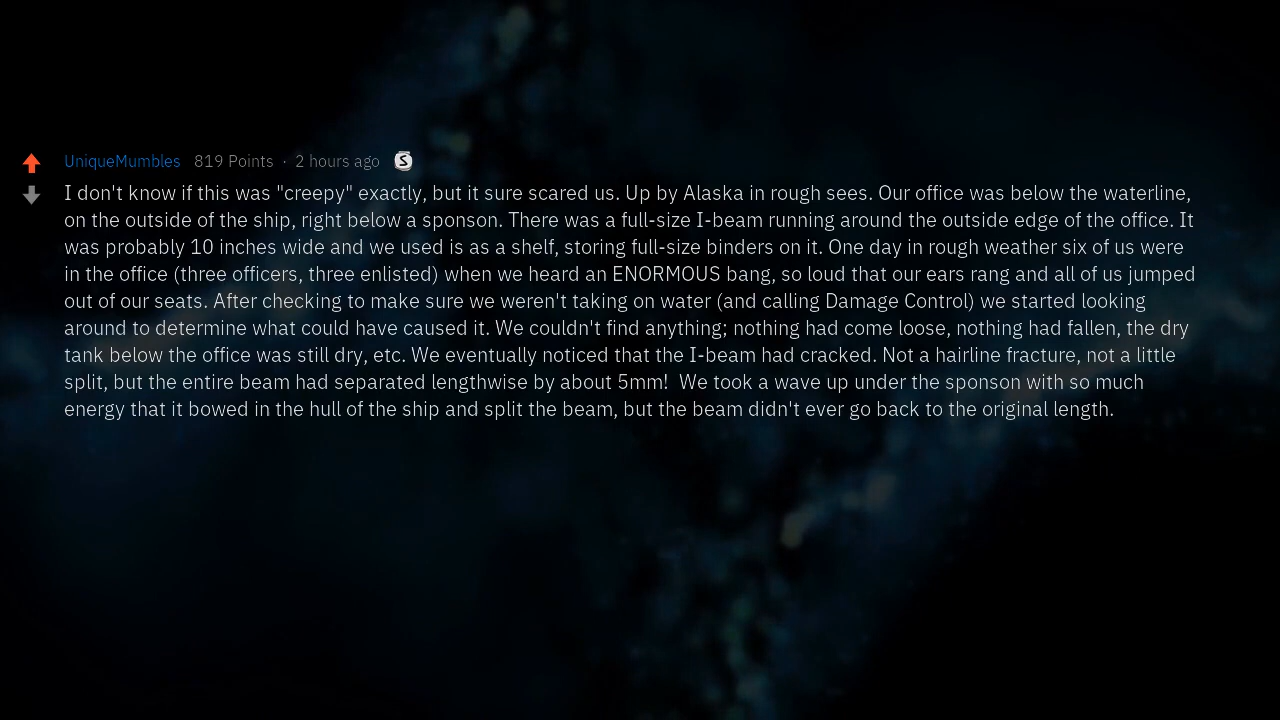 UniqueMumbles 819 Points · 2 hours ago S
I don't know if this was "creepy" exactly, but it sure scared us. Up by Alaska in rough sees. Our office was below the waterline,
on the outside of the ship, right below a sponson. There was a full-size I-beam running around the outside edge of the office. It
was probably 10 inches wide and we used is as a shelf, storing full-size binders on it. One day in rough weather six of us were
in the office (three officers, three enlisted) when we heard an ENORMOUS bang, so loud that our ears rang and all of us jumped
out of our seats. After checking to make sure we weren't taking on water (and calling Damage Control) we started looking
around to determine what could have caused it. We couldn't find anything; nothing had come loose, nothing had fallen, the dry
tank below the office was still dry, etc. We eventually noticed that the I-beam had cracked. Not a hairline fracture, not a little
split, but the entire beam had separated lengthwise by about 5mm!  We took a wave up under the sponson with so much
energy that it bowed in the hull of the ship and split the beam, but the beam didn't ever go back to the original length.